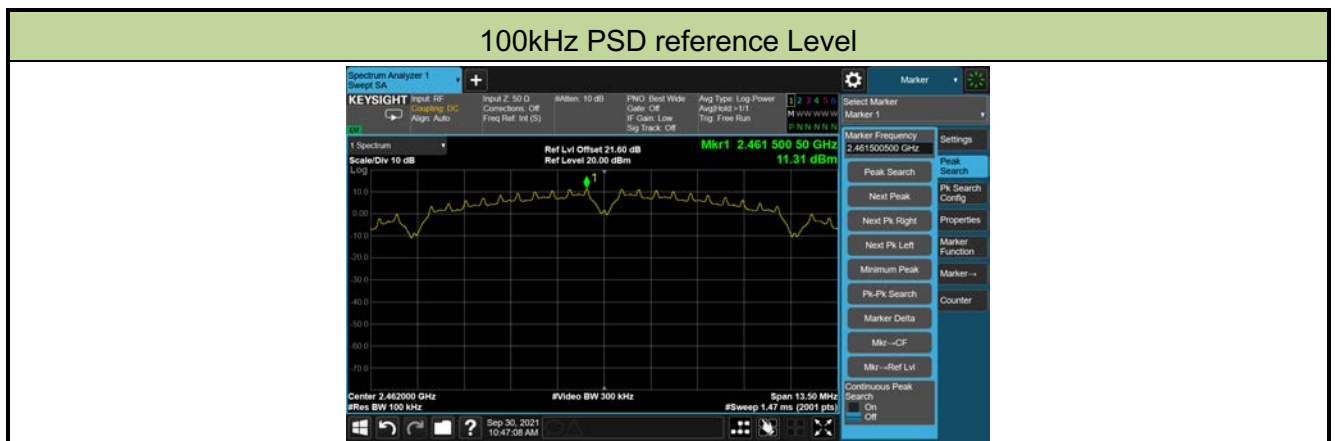 100kHz PSD reference Level
Spectrum Analyzer 1
Swept SA
+
Marker
KEYSIGHT
Input: RF
Coupling: DC
Align: Auto
Input Z: 50 Ω
Corrections: Off
Freq Ref: Int (S)
#Atten: 10 dB
PNO: Best Wide
Gate: Off
IF Gain: Low
Sig Track: Off
Avg Type: Log-Power
Avg|Hold:>1/1
Trig: Free Run
1 2 3 4 5 6
M W W W W W
P N N N N N
Select Marker
Marker 1
1 Spectrum
Scale/Div 10 dB
Log
Ref Lvl Offset 21.60 dB
Ref Level 20.00 dBm
Mkr1 2.461 500 50 GHz
11.31 dBm
1
10.0
0.00
-10.0
-20.0
-30.0
-40.0
-50.0
-60.0
-70.0
Center 2.462000 GHz
#Res BW 100 kHz
#Video BW 300 kHz
Span 13.50 MHz
#Sweep 1.47 ms (2001 pts)
Marker Frequency
2.461500500 GHz
Peak Search
Next Peak
Next Pk Right
Next Pk Left
Minimum Peak
Pk-Pk Search
Marker Delta
Mkr→CF
Mkr→Ref Lvl
Continuous Peak
Search
On
Off
Settings
Peak
Search
Pk Search
Config
Properties
Marker
Function
Marker→
Counter
?
Sep 30, 2021
10:47:08 AM